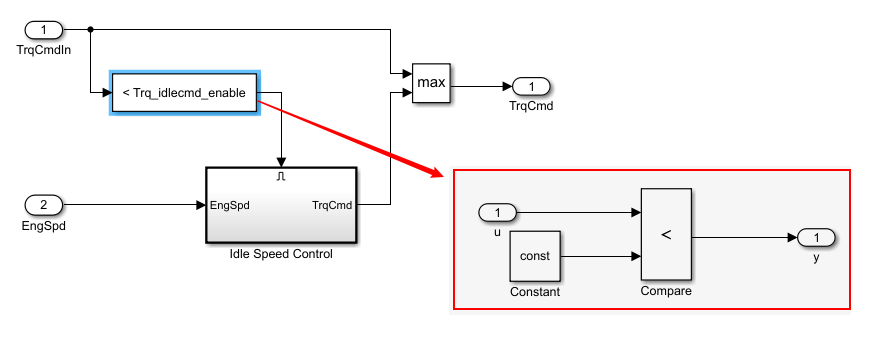 1
TrqCmdIn
< Trq_idlecmd_enable
max
1
TrqCmd
2
EngSpd
EngSpd
TrqCmd
Idle Speed Control
1
u
const
Constant
<
Compare
1
y